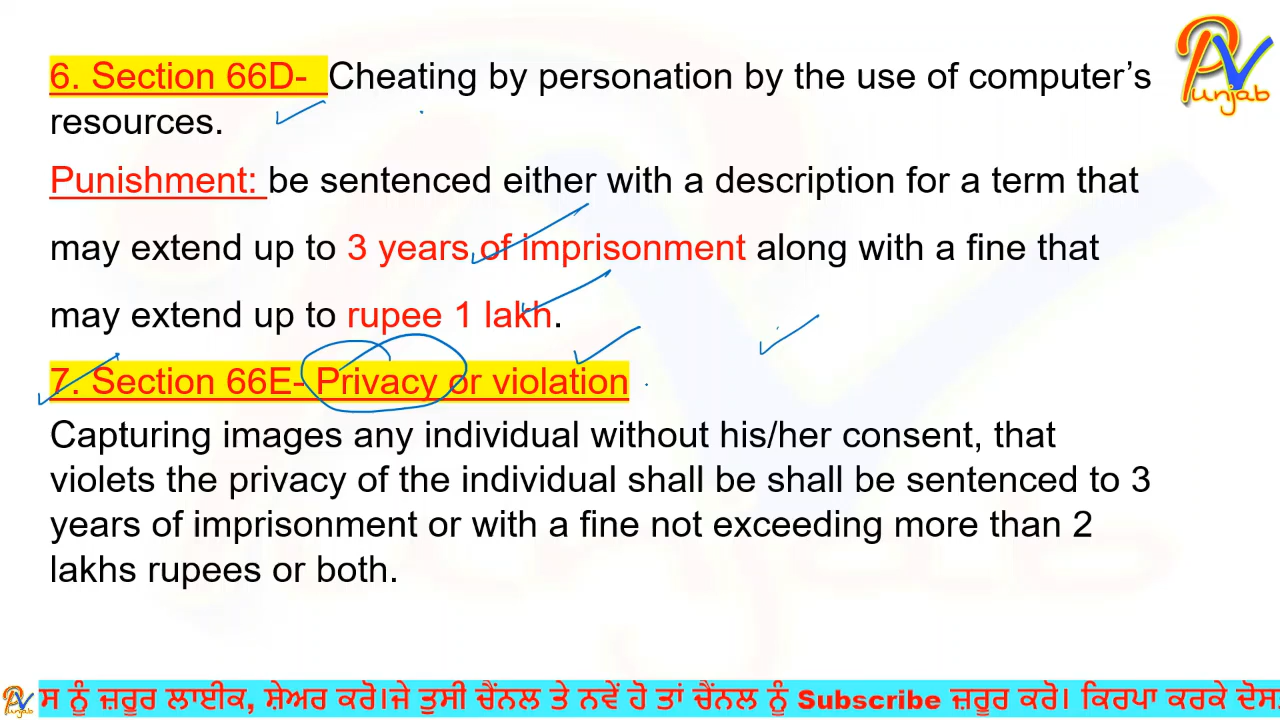 6. Section 66D- Cheating by personation by the use of computer’s
resources.
Punishment: be sentenced either with a description for a term that
may extend up to 3 years of imprisonment along with a fine that
may extend up to rupee 1 lakh.
7. Section 66E- Privacy or violation
Capturing images any individual without his/her consent, that
violets the privacy of the individual shall be shall be sentenced to 3
years of imprisonment or with a fine not exceeding more than 2
lakhs rupees or both.
PV Punjab
ਸ ਨੂੰ ਜ਼ਰੂਰ ਲਾਈਕ, ਸ਼ੇਅਰ ਕਰੋ।ਜੇ ਤੁਸੀ ਚੈਂਨਲ ਤੇ ਨਵੇਂ ਹੋ ਤਾਂ ਚੈਂਨਲ ਨੂੰ Subscribe ਜ਼ਰੂਰ ਕਰੋ। ਕਿਰਪਾ ਕਰਕੇ ਦੋਸ